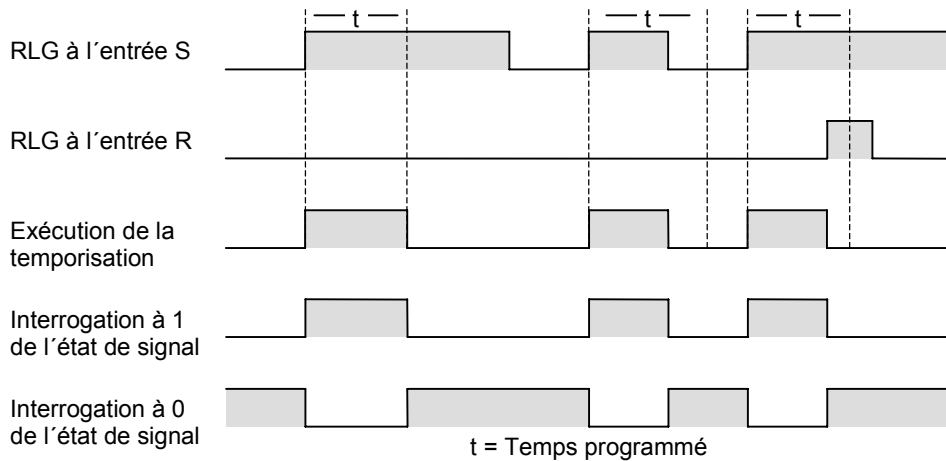 t t t
RLG à l´entrée S
RLG à l´entrée R
Exécution de la
temporisation
Interrogation à 1
de l´état de signal
Interrogation à 0
de l´état de signal
t = Temps programmé